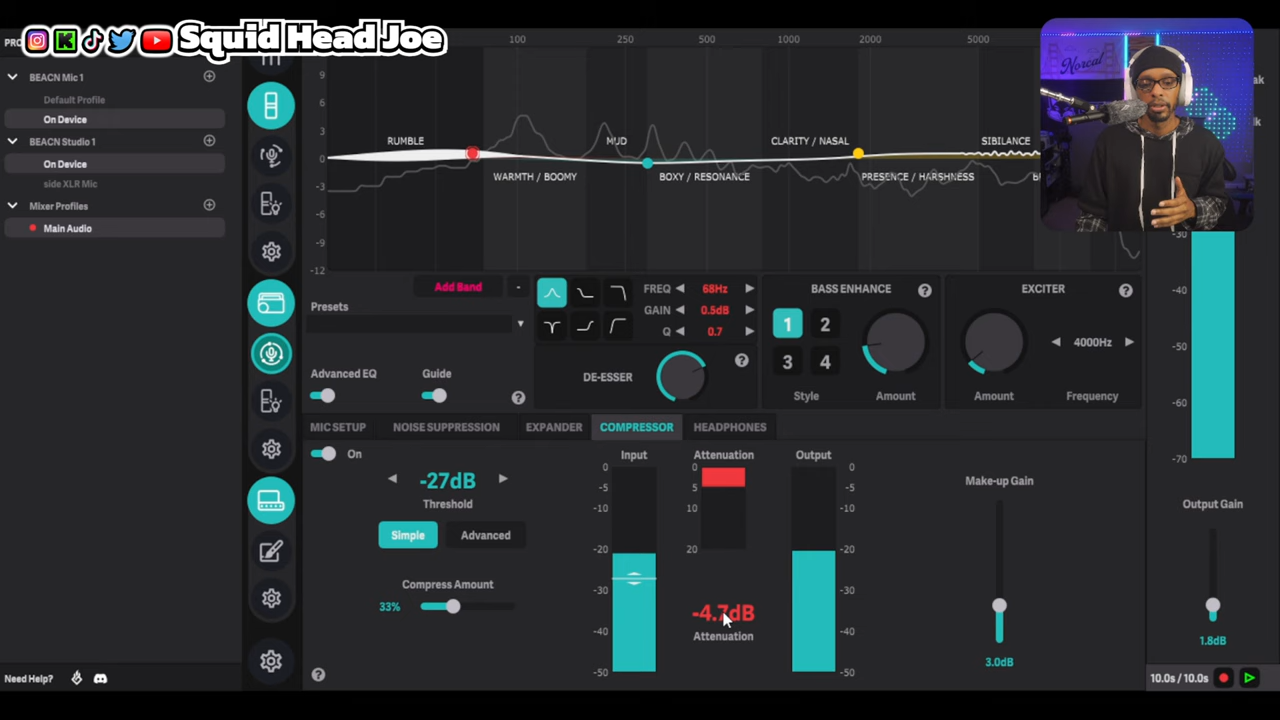 Squid Head Joe
PRO
BEACN Mic 1
Default Profile
On Device
BEACN Studio 1
On Device
side XLR Mic
Mixer Profiles
Main Audio
Need Help?
100 250 500 1000 2000 5000
9
3
0
-3
-6
-9
-12
RUMBLE
MUD
CLARITY / NASAL
SIBILANCE
WARMTH / BOOMY
BOXY / RESONANCE
PRESENCE / HARSHNESS
Norcal
Add Band
-
Presets
Advanced EQ
Guide
FREQ 68Hz
GAIN 0.5dB
Q 0.7
DE-ESSER
BASS ENHANCE
1 2
3 4
Style
Amount
EXCITER
4000Hz
Amount
Frequency
MIC SETUP
NOISE SUPPRESSION
EXPANDER
COMPRESSOR
HEADPHONES
On
-27dB
Threshold
Simple
Advanced
Compress Amount
33%
Input
0
-5
-10
-20
-30
-40
-50
Attenuation
0
5
10
20
-4.7dB
Attenuation
Output
0
-5
-10
-20
-30
-40
-50
Make-up Gain
3.0dB
-30
-40
-50
-60
-70
Output Gain
1.8dB
10.0s / 10.0s